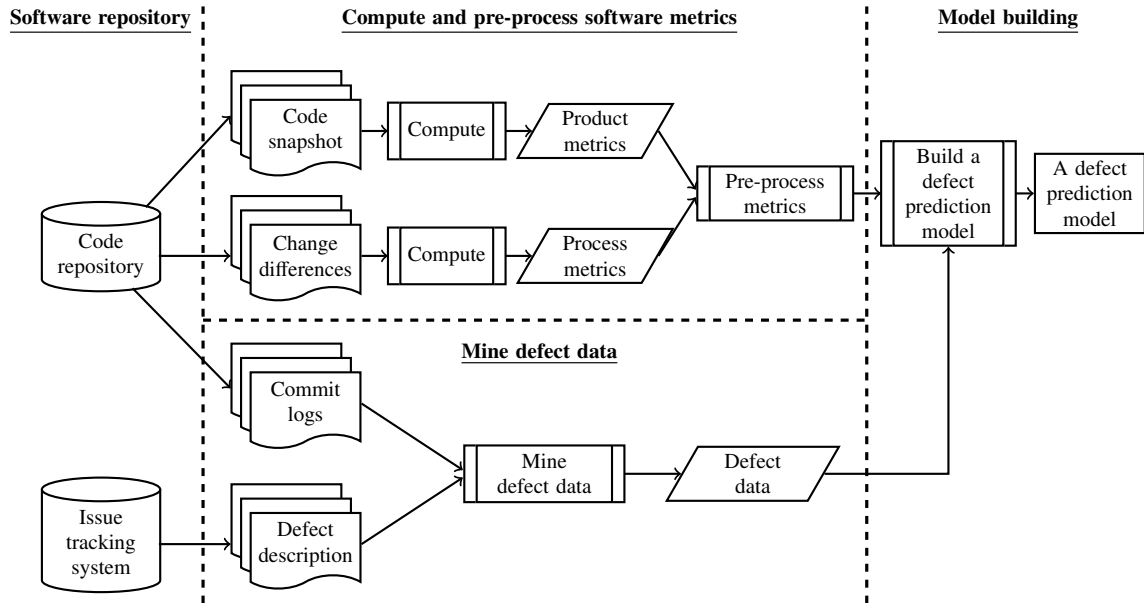 Software repository
Compute and pre-process software metrics
Model building
Code
snapshot
Compute
Product
metrics
Pre-process
metrics
Build a
defect
prediction
model
A defect
prediction
model
Code
repository
Change
differences
Compute
Process
metrics
Mine defect data
Commit
logs
Mine
defect data
Defect
data
Issue
tracking
system
Defect
description